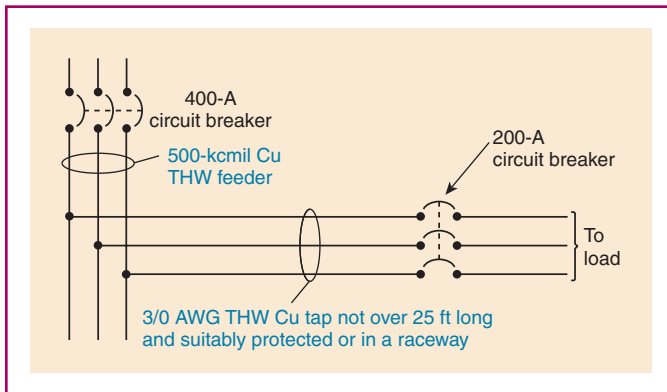 400-A
circuit breaker
500-kcmil Cu
THW feeder
200-A
circuit breaker
To
load
3/0 AWG THW Cu tap not over 25 ft long
and suitably protected or in a raceway